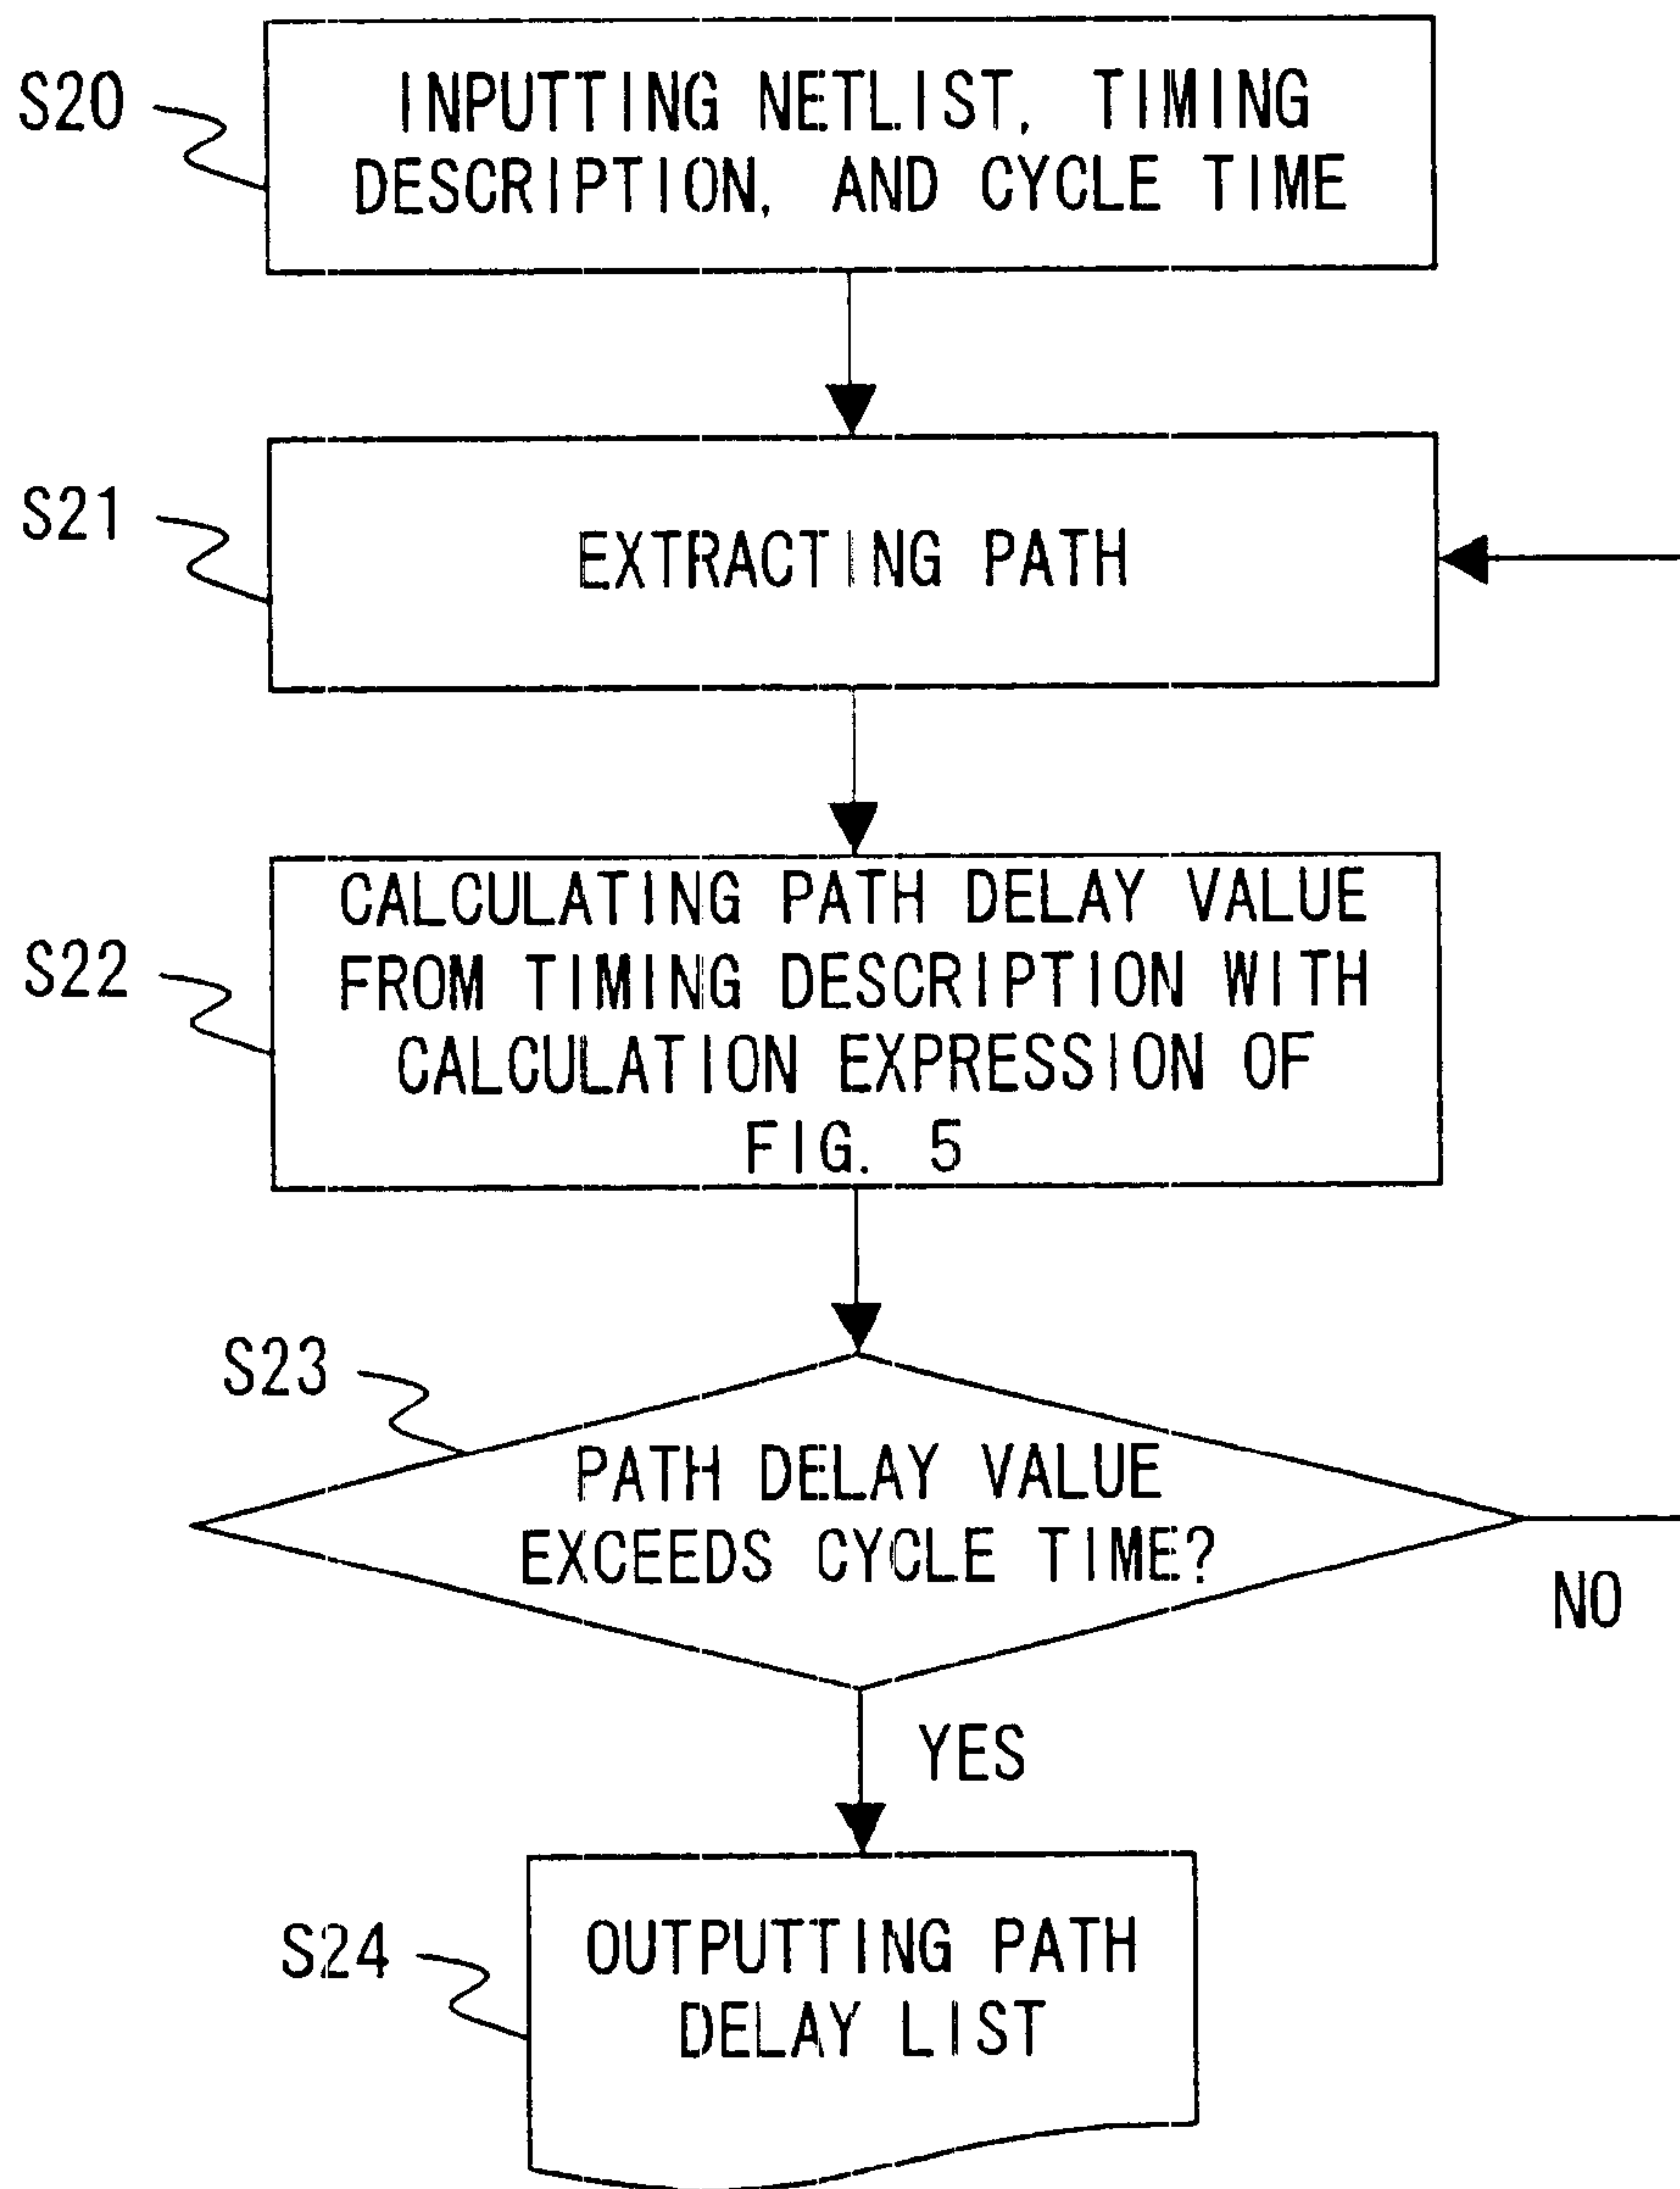 S20
INPUTTING NETLIST, TIMING
DESCRIPTION, AND CYCLE TIME
S21
EXTRACTING PATH
S22
CALCULATING PATH DELAY VALUE
FROM TIMING DESCRIPTION WITH
CALCULATION EXPRESSION OF
FIG. 5
S23
PATH DELAY VALUE
EXCEEDS CYCLE TIME?
NO
YES
S24
OUTPUTTING PATH
DELAY LIST